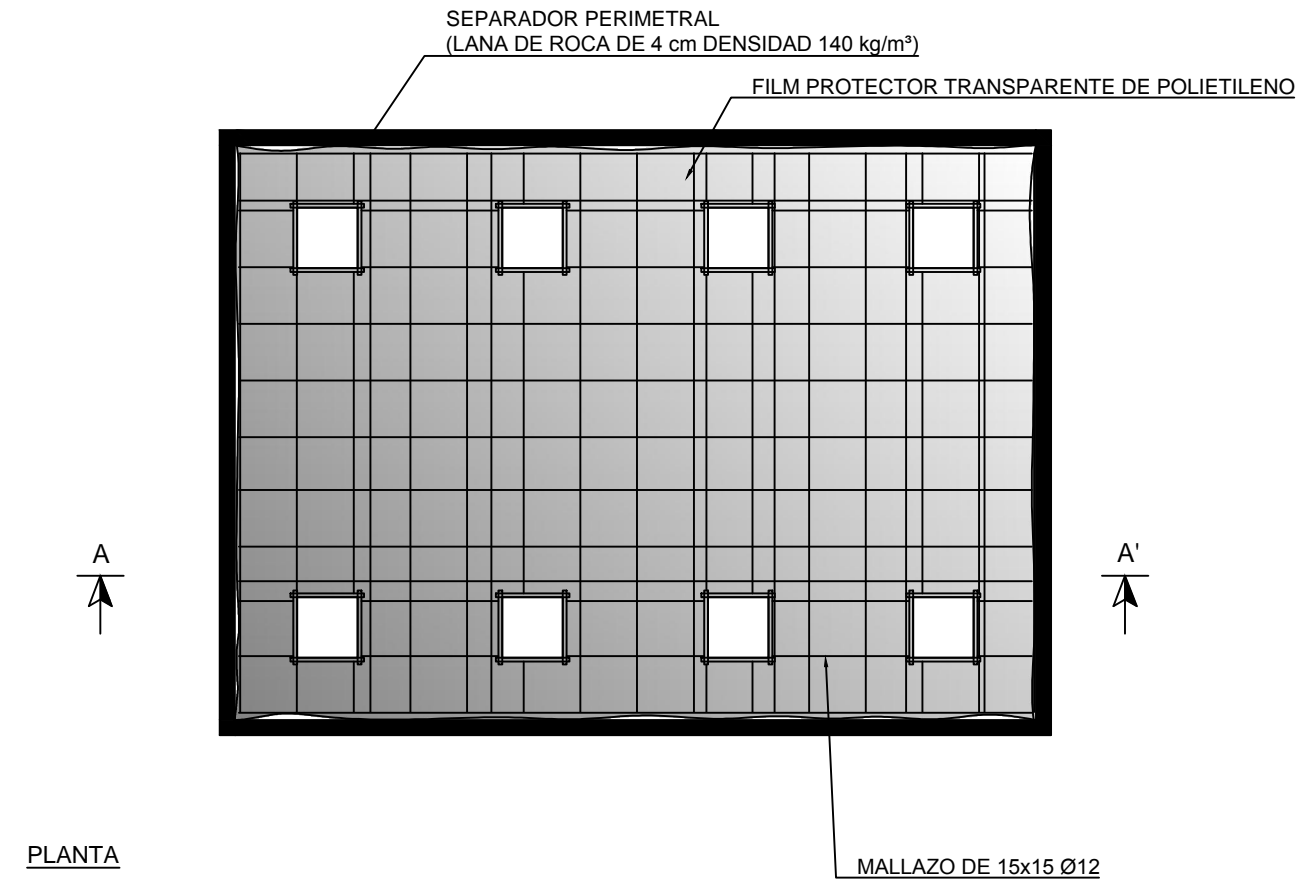 SEPARADOR PERIMETRAL
(LANA DE ROCA DE 4 cm DENSIDAD 140 kg/m³)
FILM PROTECTOR TRANSPARENTE DE POLIETILENO
A
A'
PLANTA
MALLAZO DE 15x15 Ø12